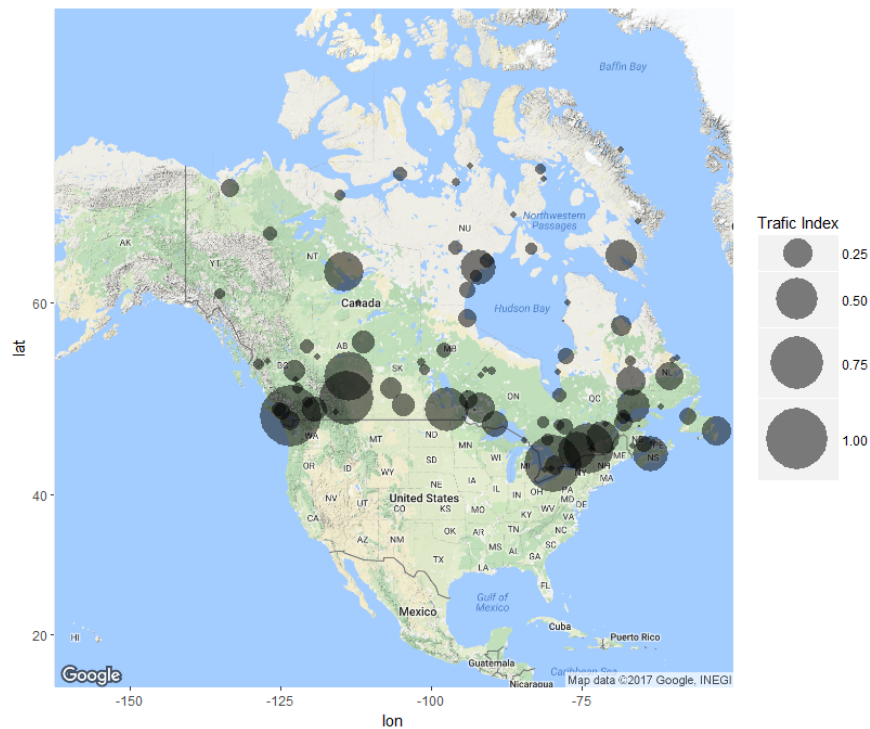 Baffin Bay
AK
YT
NT
NU
Northwestern
Passages
60
Canada
Hudson Bay
BC
AB
SK
MB
ON
QC
NL
lat
WA
MT
ND
MN
ME
NS
OR
ID
WY
SD
WI
MI
NH
NY
MA
40
NV
UT
CO
NE
IA
IL
IN
OH
PA
MD
DE
United States
KS
MO
KY
WV
VA
CA
AZ
NM
OK
AR
TN
NC
MS
AL
SC
GA
TX
LA
FL
Gulf of
Mexico
Mexico
Cuba
20
HI
Puerto Rico
Guatemala
Caribbean Sea
Nicaragua
Google
Map data ©2017 Google, INEGI
-150
-125
-100
-75
lon
Trafic Index
0.25
0.50
0.75
1.00